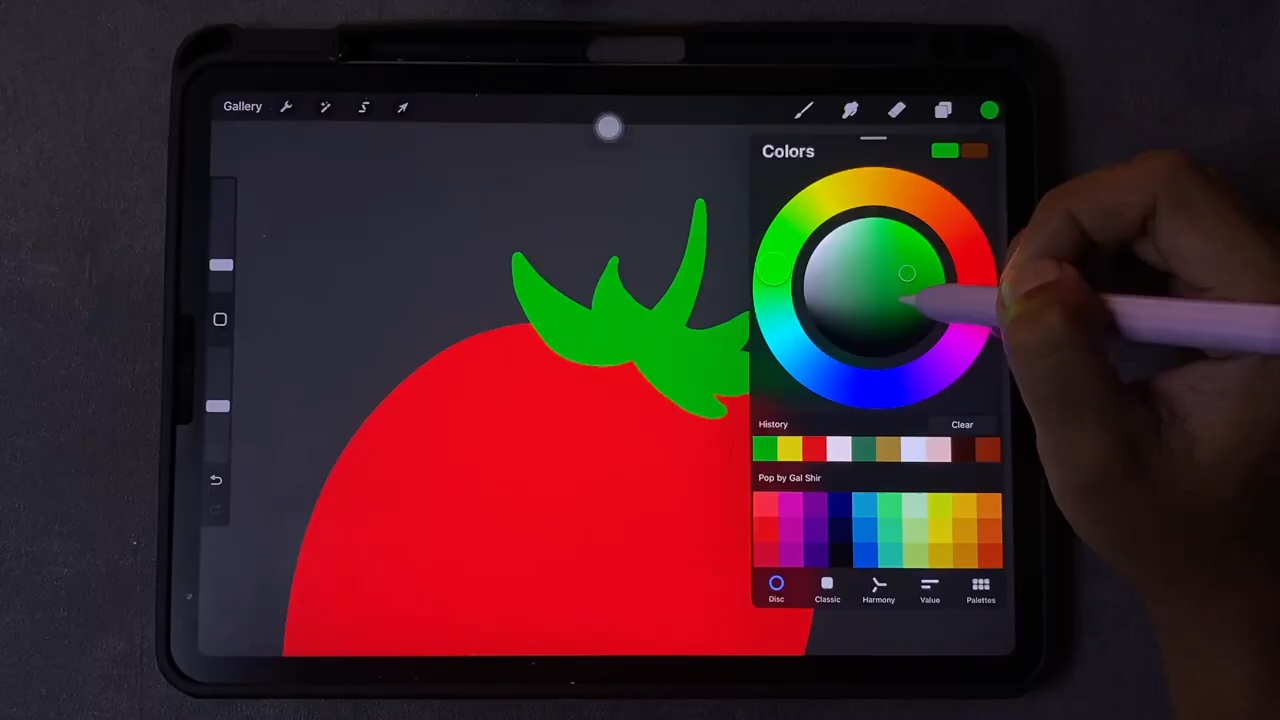 Gallery
Colors
History
Clear
Pop by Gal Shir
Disc
Classic
Harmony
Value
Palettes